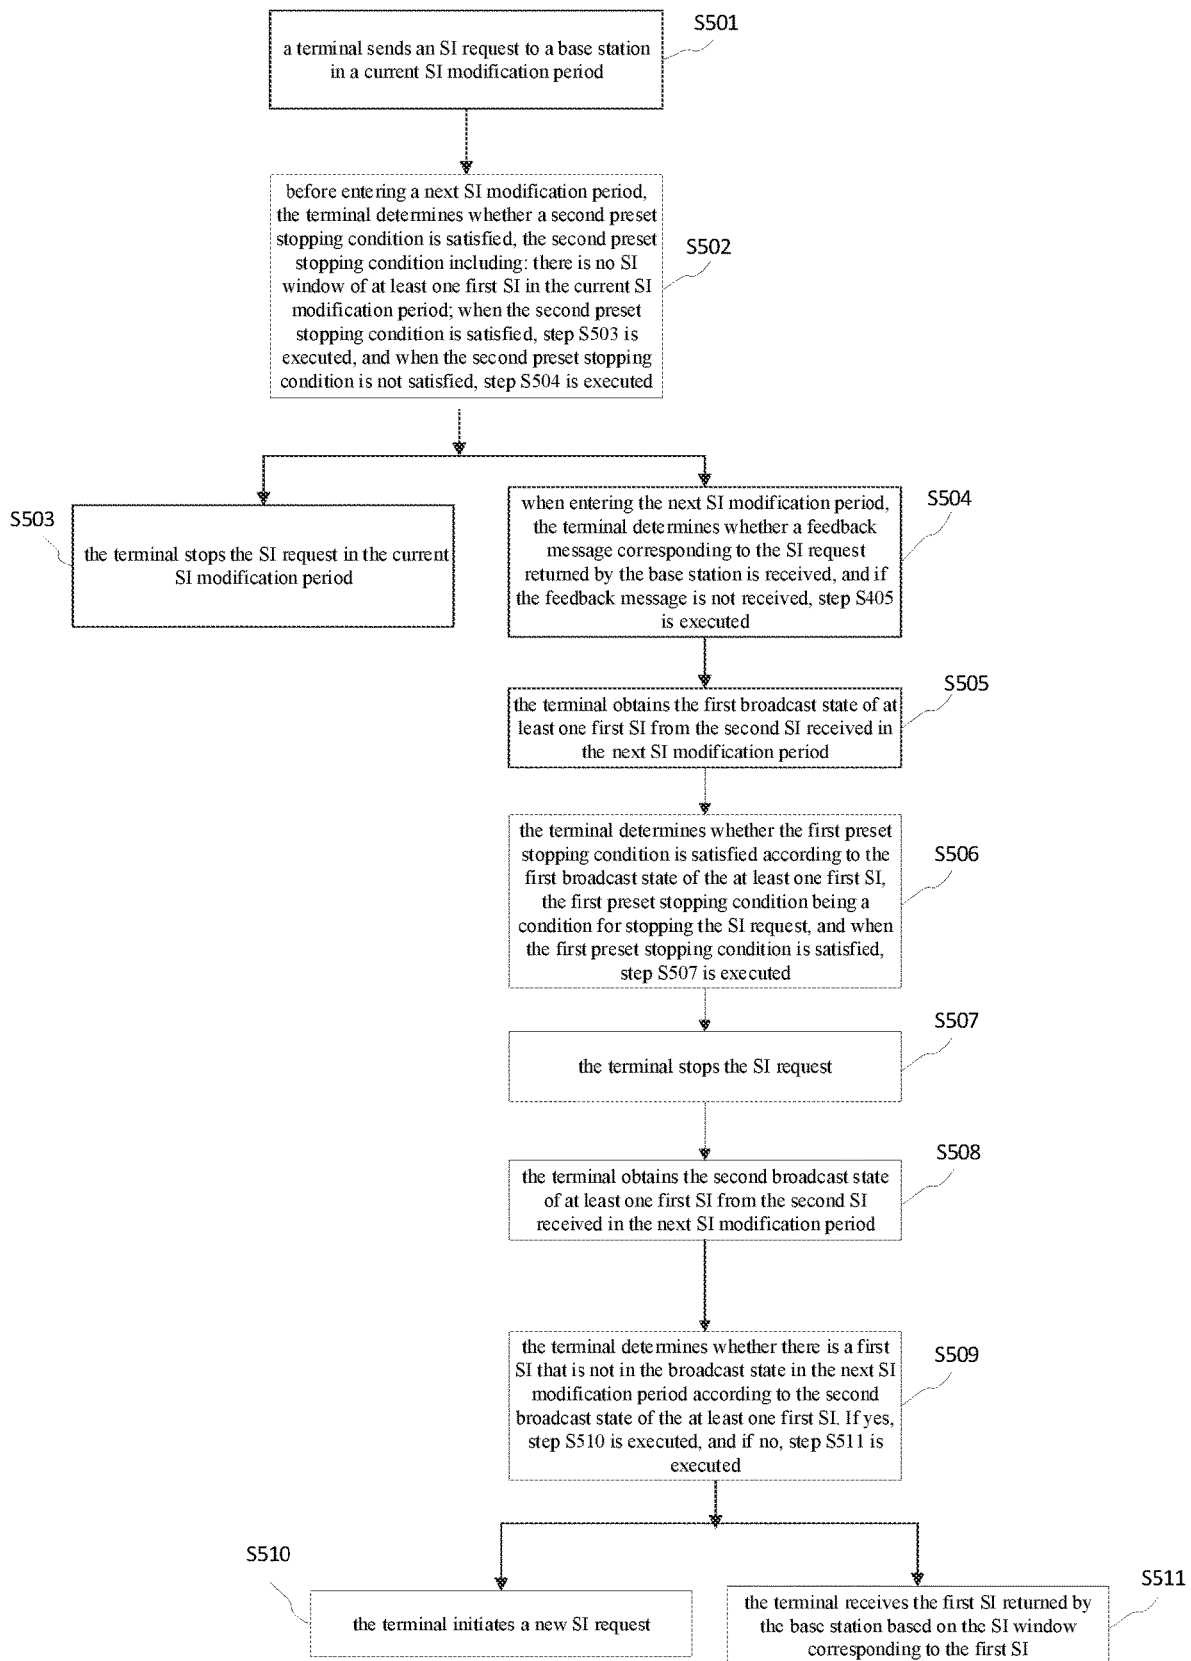 S501
a terminal sends an SI request to a base station
in a current SI modification period
before entering a next SI modification period,
the terminal determines whether a second preset
stopping condition is satisfied, the second preset
stopping condition including: there is no SI
window of at least one first SI in the current SI
modification period; when the second preset
stopping condition is satisfied, step S503 is
executed, and when the second preset stopping
condition is not satisfied, step S504 is executed
S502
S503
the terminal stops the SI request in the current
SI modification period
S504
when entering the next SI modification period,
the terminal determines whether a feedback
message corresponding to the SI request
returned by the base station is received, and if
the feedback message is not received, step S405
is executed
S505
the terminal obtains the first broadcast state of at
least one first SI from the second SI received in
the next SI modification period
the terminal determines whether the first preset
stopping condition is satisfied according to the
first broadcast state of the at least one first SI,
the first preset stopping condition being a
condition for stopping the SI request, and when
the first preset stopping condition is satisfied,
step S507 is executed
S506
S507
the terminal stops the SI request
S508
the terminal obtains the second broadcast state
of at least one first SI from the second SI
received in the next SI modification period
the terminal determines whether there is a first
SI that is not in the broadcast state in the next SI
modification period according to the second
broadcast state of the at least one first SI. If yes,
step S510 is executed, and if no, step S511 is
executed
S509
S510
the terminal initiates a new SI request
S511
the terminal receives the first SI returned by
the base station based on the SI window
corresponding to the first SI